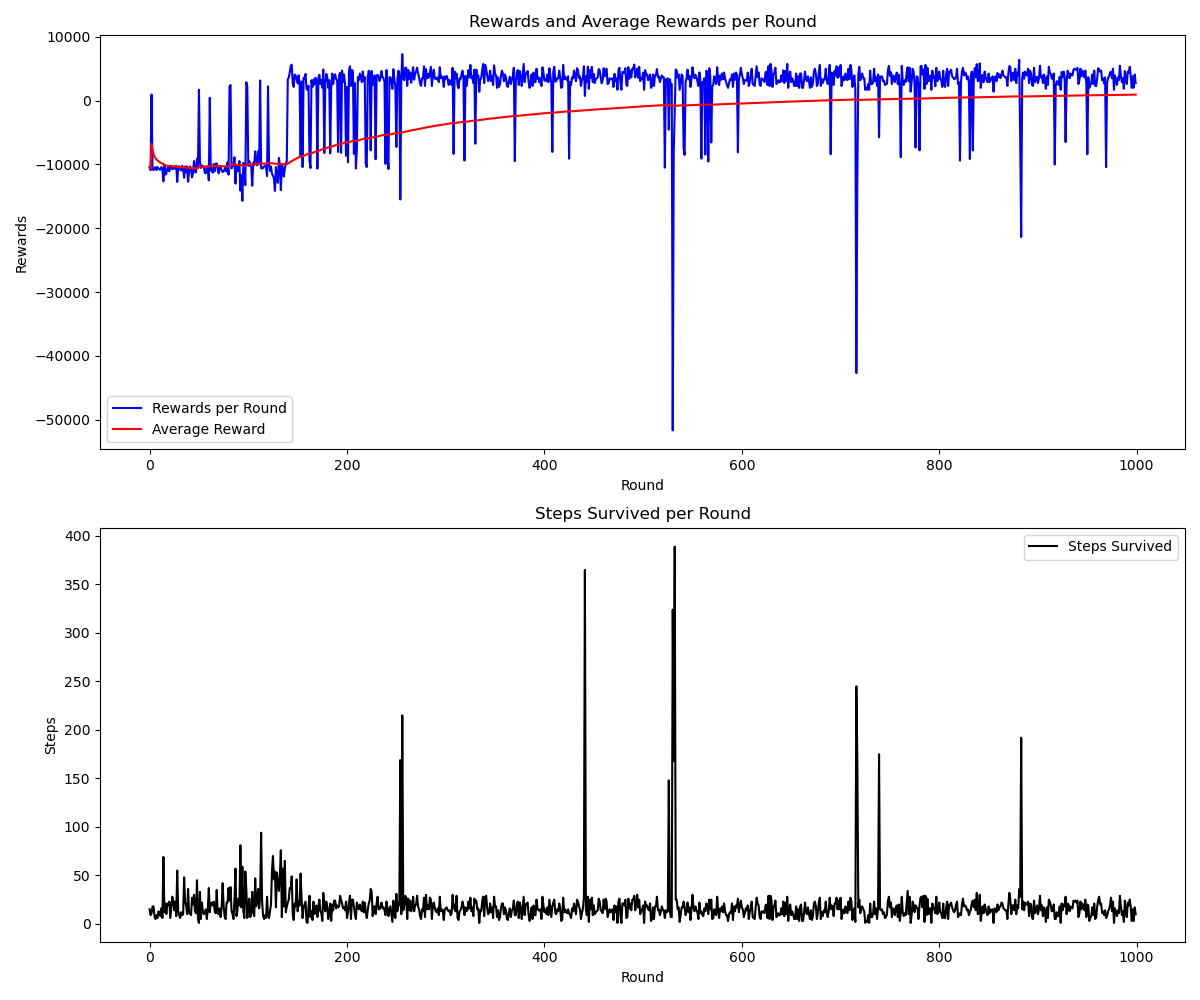 Rewards and Average Rewards per Round
10000
0
−10000
−20000
−30000
−40000
−50000
Rewards
Rewards per Round
Average Reward
0 200 400 600 800 1000
Round
Steps Survived per Round
400
350
300
250
200
150
100
50
0
Steps
Steps Survived
0 200 400 600 800 1000
Round